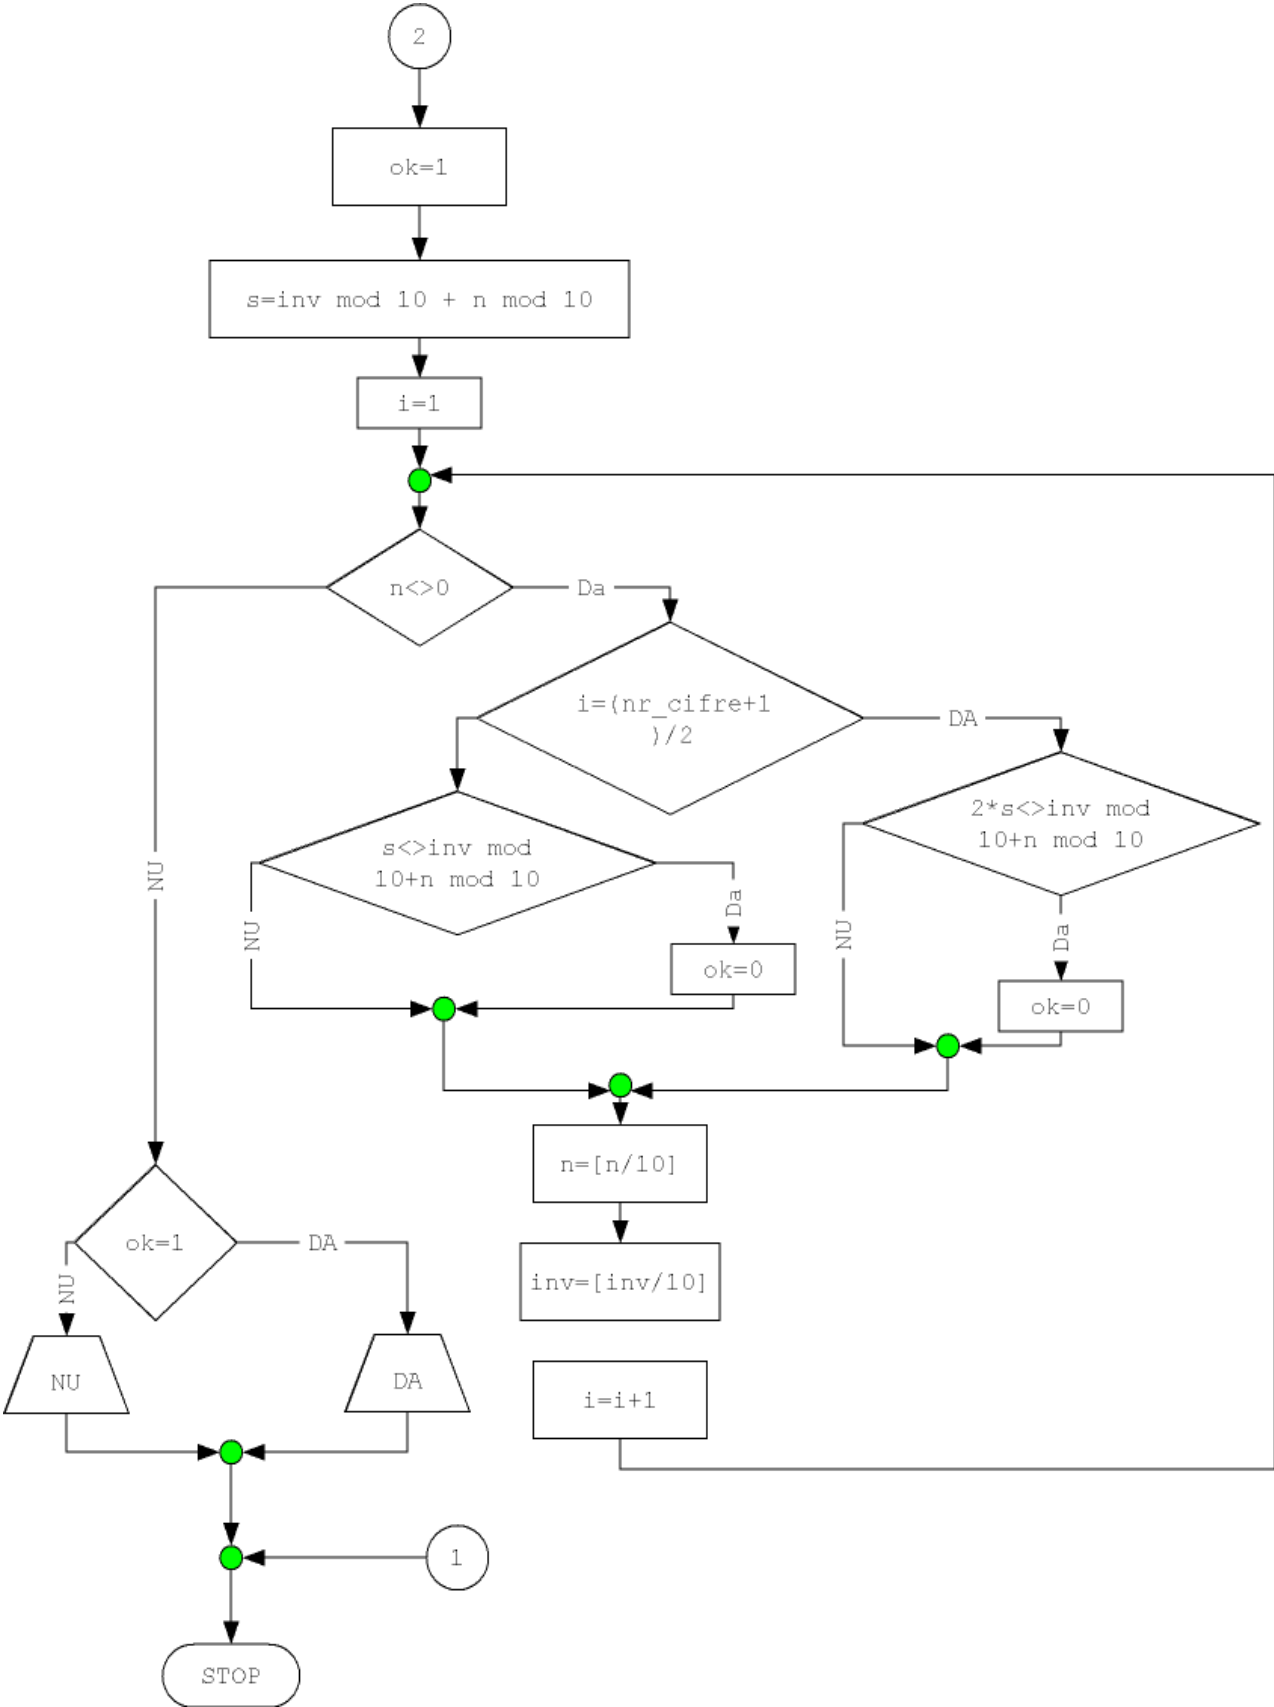 2
ok=1
s=inv mod 10 + n mod 10
i=1
n<>0
Da
i=(nr_cifre+1
)/2
DA
2*s<>inv mod
10+n mod 10
s<>inv mod
10+n mod 10
NU
NU
Da
NU
Da
ok=0
ok=0
n=[n/10]
ok=1
DA
inv=[inv/10]
NU
NU
DA
i=i+1
1
STOP